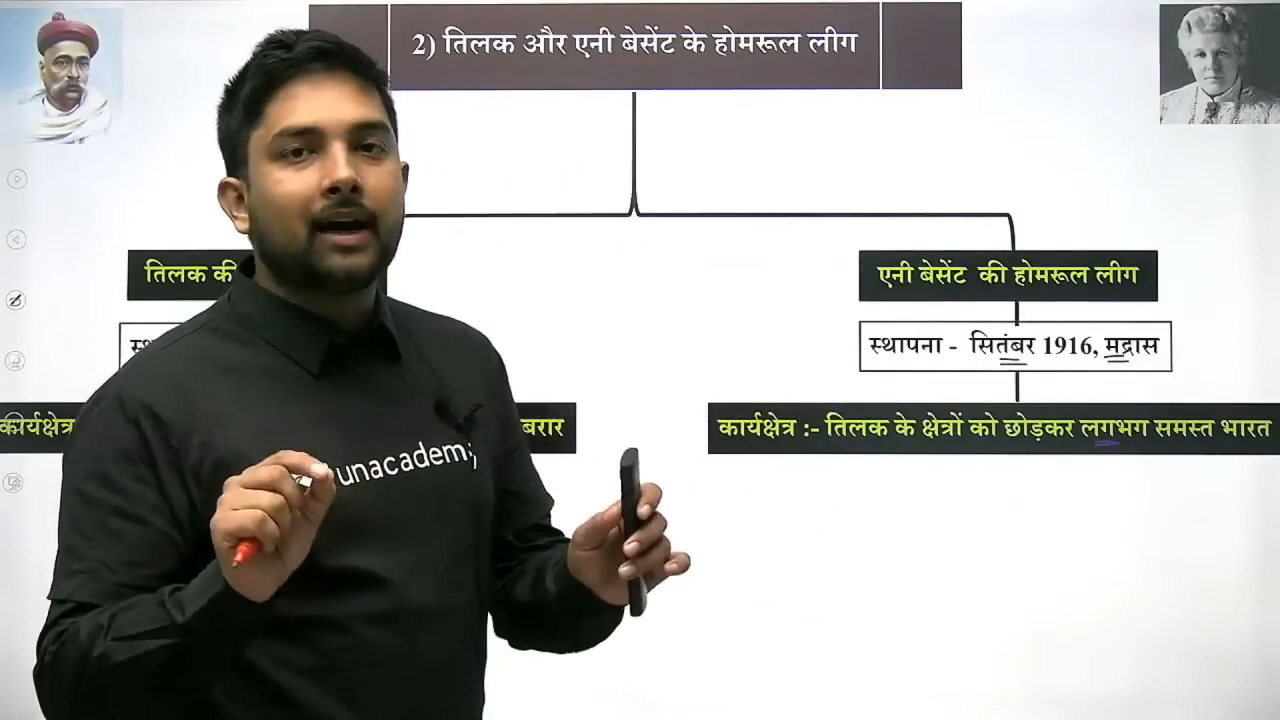 2) तिलक और एनी बेसेंट के होमरूल लीग
तिलक की
एनी बेसेंट की होमरूल लीग
स्थापना - सितंबर 1916, मद्रास
कार्यक्षेत्र
बरार
कार्यक्षेत्र :- तिलक के क्षेत्रों को छोड़कर लगभग समस्त भारत
unacademy